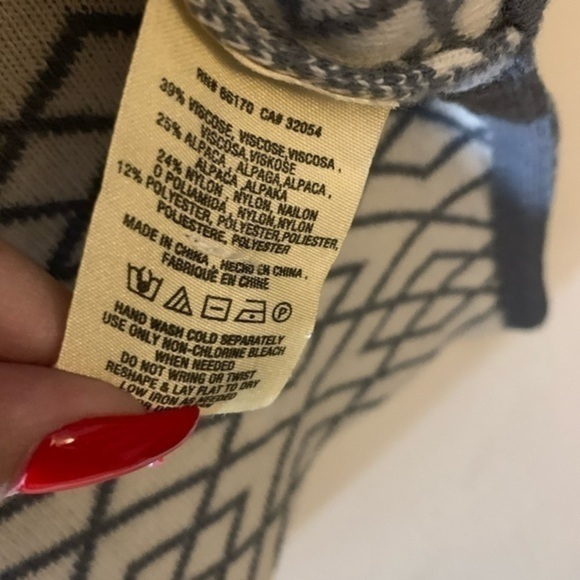 RN# 66170 CA# 32054
39% VISCOSE, VISCOSE,VISCOSA,
VISCOSA,VISKOSE
25% ALPACA, ALPAGA,ALPACA,
ALPAGA, ALPAKA
24% NYLON, NYLON, NAILON
O POLIAMIDA, NYLON,NYLON
12% POLYESTER, POLYESTER,POLIESTER,
POLIESTERE, POLYESTER
MADE IN CHINA, HECHO EN CHINA,
FABRIQUE EN CHINE
P
HAND WASH COLD SEPARATELY
USE ONLY NON-CHLORINE BLEACH
WHEN NEEDED
DO NOT WRING OR TWIST
RESHAPE & LAY FLAT TO DRY
LOW IRON AS NEEDED
OR